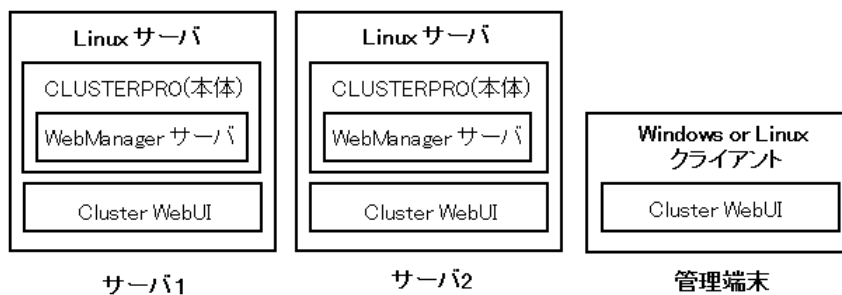 Linux サーバ
CLUSTERPRO(本体)
WebManager サーバ
Cluster WebUI
サーバ1
Linux サーバ
CLUSTERPRO(本体)
WebManager サーバ
Cluster WebUI
サーバ2
Windows or Linux
クライアント
Cluster WebUI
管理端末